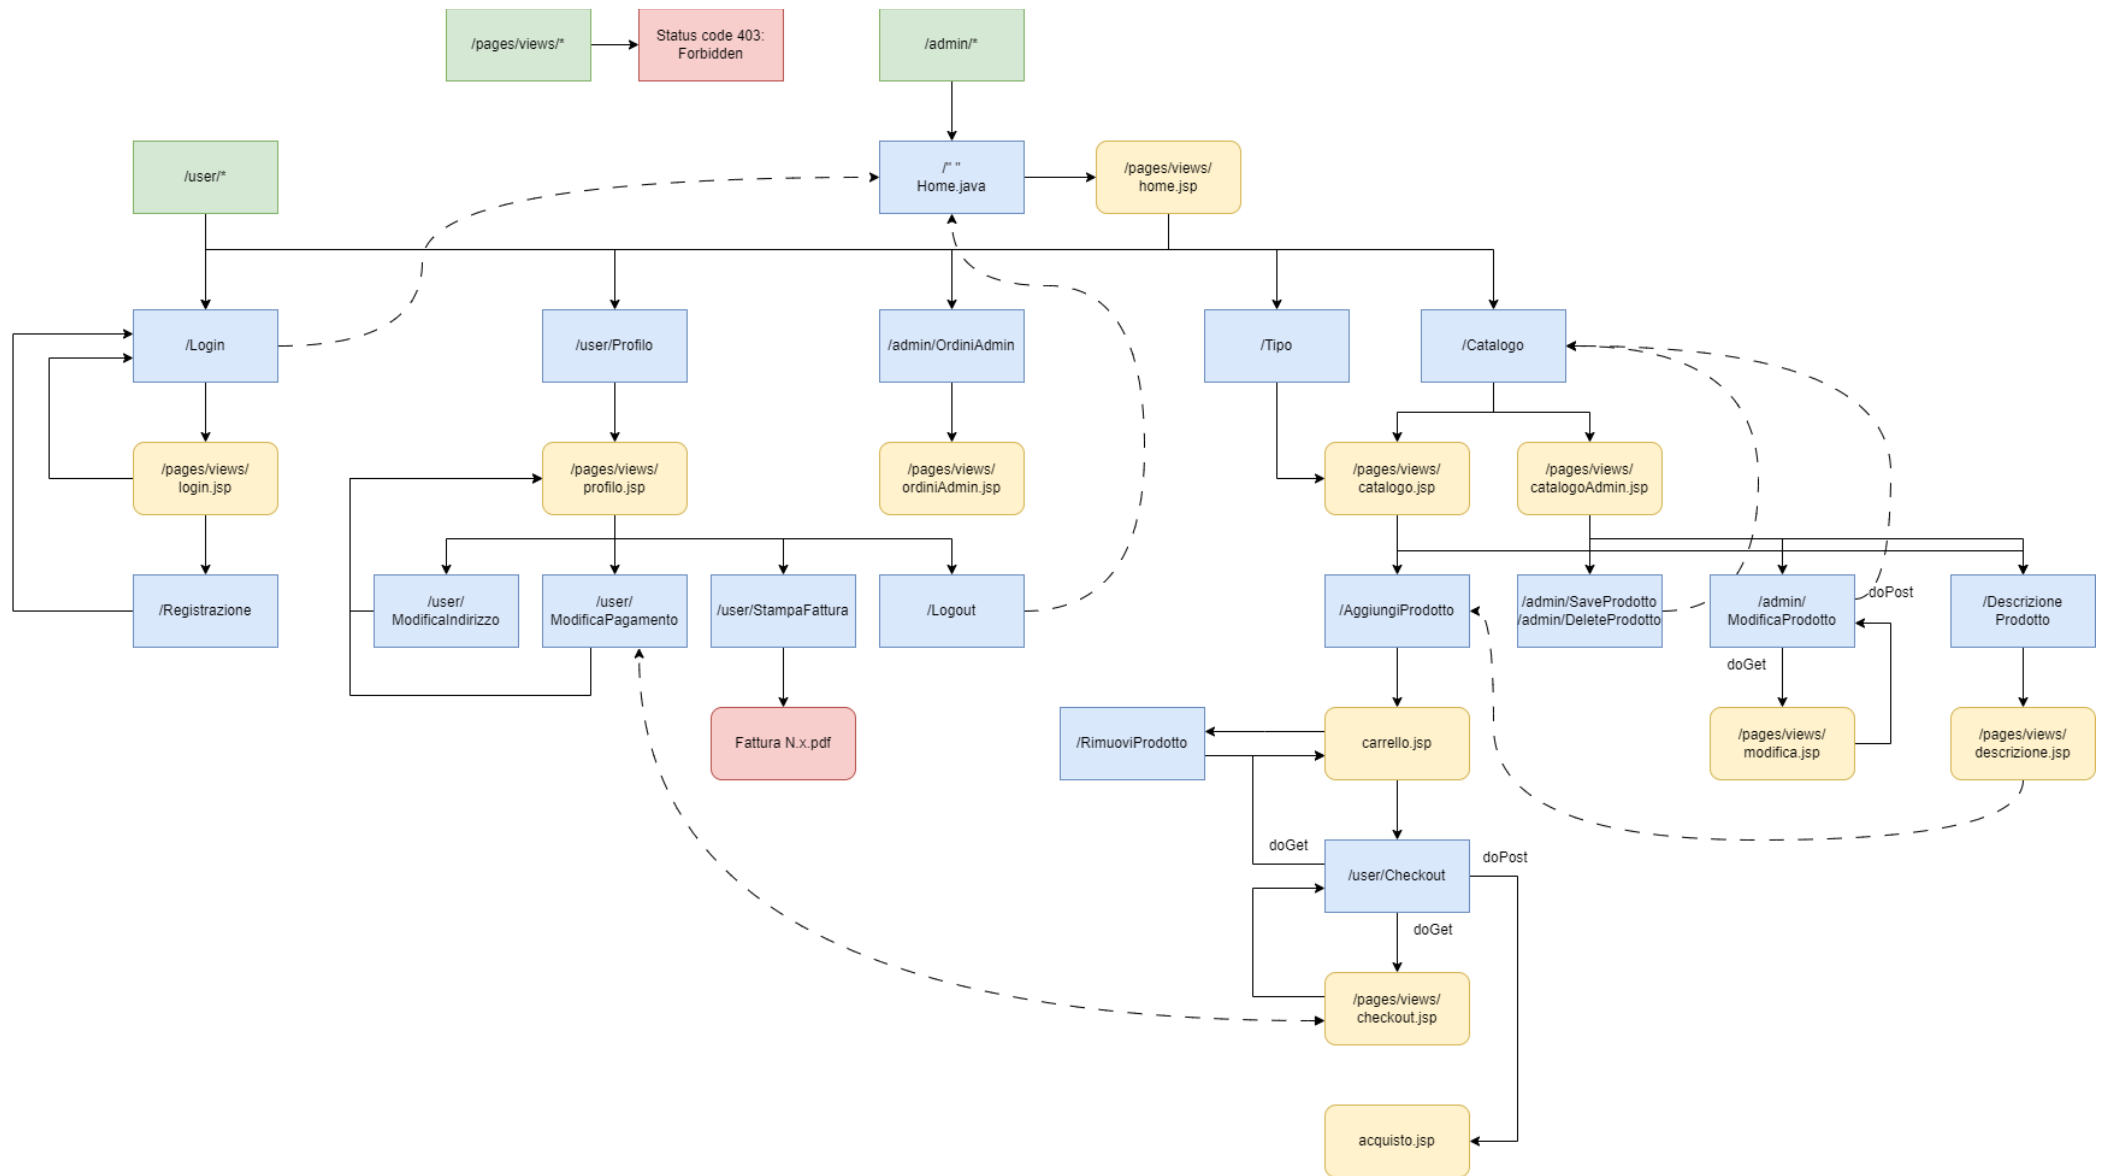 /pages/views/*
Status code 403:
Forbidden
/admin/*
/user/*
/" "
Home.java
/pages/views/
home.jsp
/Login
/user/Profilo
/admin/OrdiniAdmin
/Tipo
/Catalogo
/pages/views/
login.jsp
/pages/views/
profilo.jsp
/pages/views/
ordiniAdmin.jsp
/pages/views/
catalogo.jsp
/pages/views/
catalogoAdmin.jsp
/Registrazione
/user/
ModificaIndirizzo
/user/
ModificaPagamento
/user/StampaFattura
/Logout
/AggiungiProdotto
/admin/SaveProdotto
/admin/DeleteProdotto
/admin/
ModificaProdotto
doPost
/Descrizione
Prodotto
doGet
Fattura N.x.pdf
/RimuoviProdotto
carrello.jsp
/pages/views/
modifica.jsp
/pages/views/
descrizione.jsp
doGet
/user/Checkout
doPost
doGet
/pages/views/
checkout.jsp
acquisto.jsp